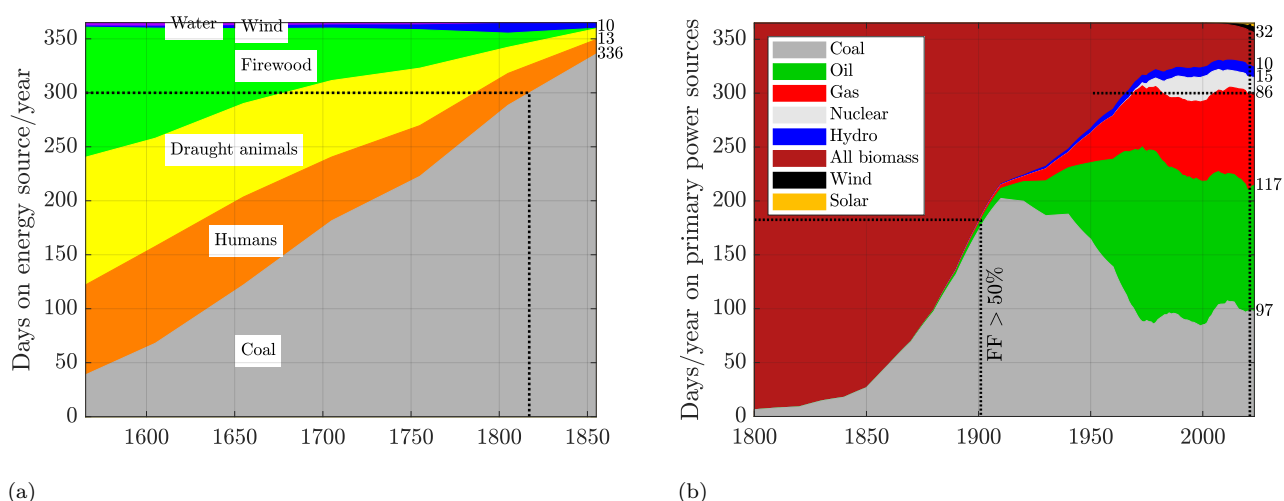 Days on energy source/year
350
300
250
200
150
100
50
0
Water
Wind
Firewood
Draught animals
Humans
Coal
10
13
336
1600
1650
1700
1750
1800
1850
(a)
Days/year on primary power sources
350
300
250
200
150
100
50
0
Coal
Oil
Gas
Nuclear
Hydro
All biomass
Wind
Solar
FF > 50%
32
10
15
86
117
97
1800
1850
1900
1950
2000
(b)